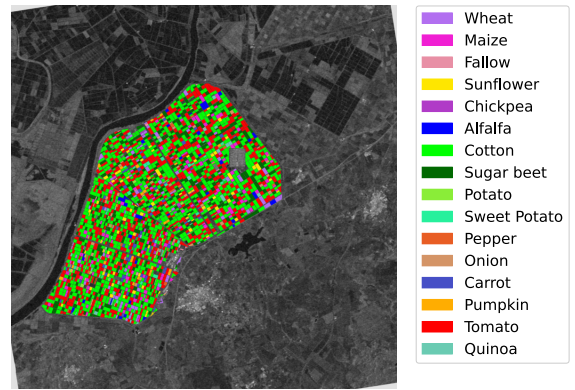 Wheat
Maize
Fallow
Sunflower
Chickpea
Alfalfa
Cotton
Sugar beet
Potato
Sweet Potato
Pepper
Onion
Carrot
Pumpkin
Tomato
Quinoa